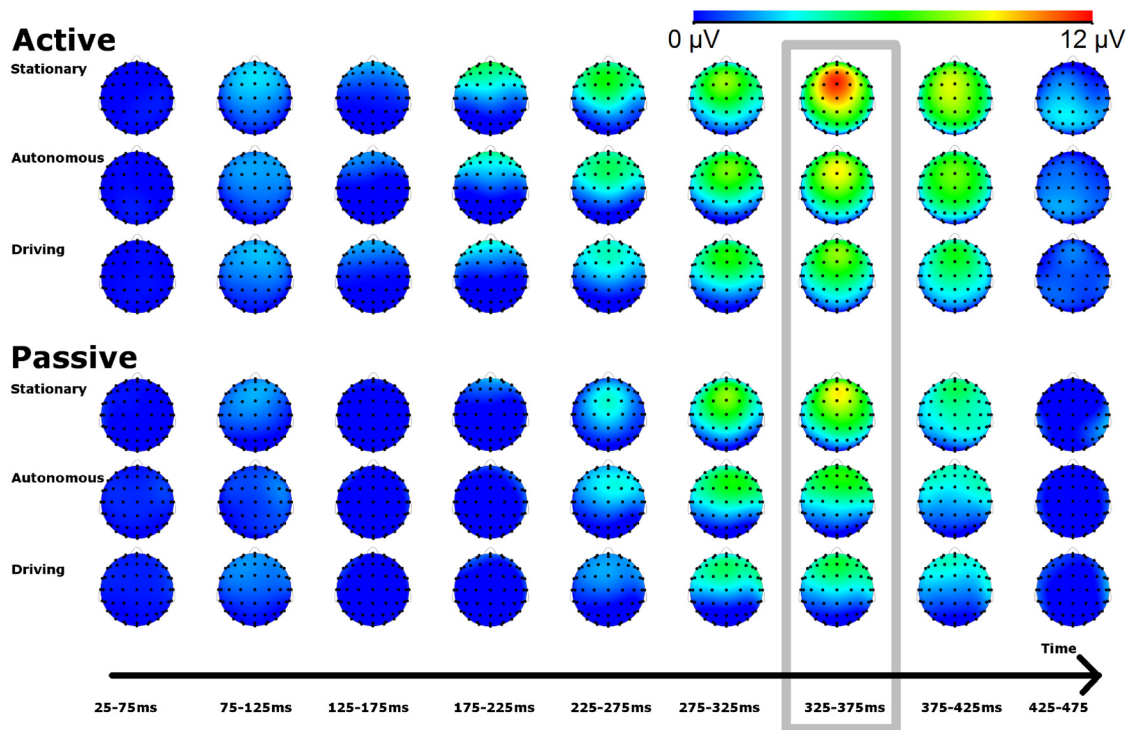 0 µV 12 µV
Active
Stationary
Autonomous
Driving
Passive
Stationary
Autonomous
Driving
Time
25-75ms 75-125ms 125-175ms 175-225ms 225-275ms 275-325ms 325-375ms 375-425ms 425-475